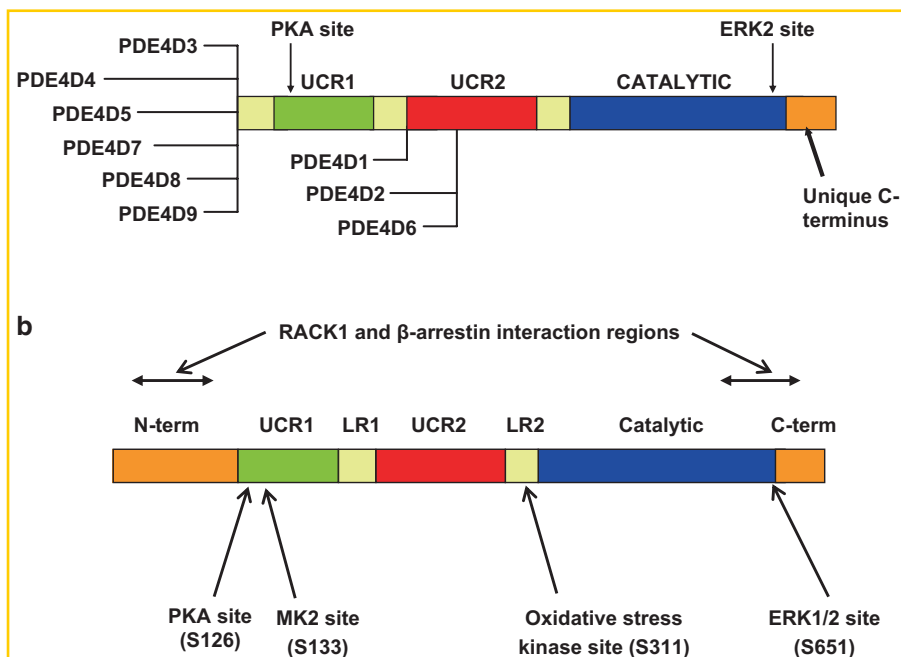 PKA site
ERK2 site
PDE4D3
PDE4D4
PDE4D5
PDE4D7
PDE4D8
PDE4D9
UCR1
UCR2
CATALYTIC
PDE4D1
PDE4D2
PDE4D6
Unique C-
terminus
b
RACK1 and β-arrestin interaction regions
N-term
UCR1
LR1
UCR2
LR2
Catalytic
C-term
PKA site
(S126)
MK2 site
(S133)
Oxidative stress
kinase site (S311)
ERK1/2 site
(S651)